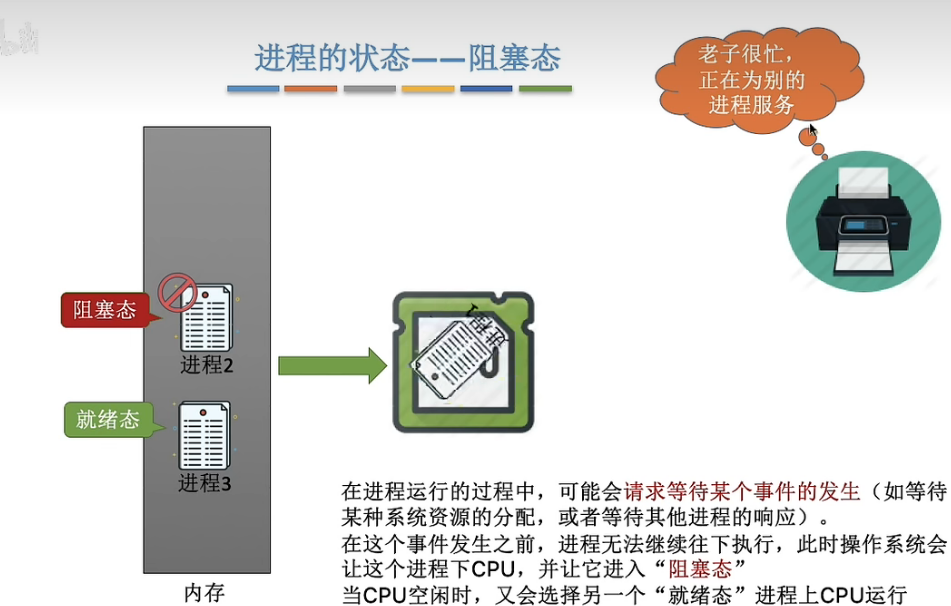 进程的状态——阻塞态
老子很忙，
正在为别的
进程服务
阻塞态
进程2
就绪态
进程3
进程1
内存
在进程运行的过程中，可能会请求等待某个事件的发生（如等待
某种系统资源的分配，或者等待其他进程的响应）。
在这个事件发生之前，进程无法继续往下执行，此时操作系统会
让这个进程下CPU，并让它进入“阻塞态”
当CPU空闲时，又会选择另一个“就绪态”进程上CPU运行